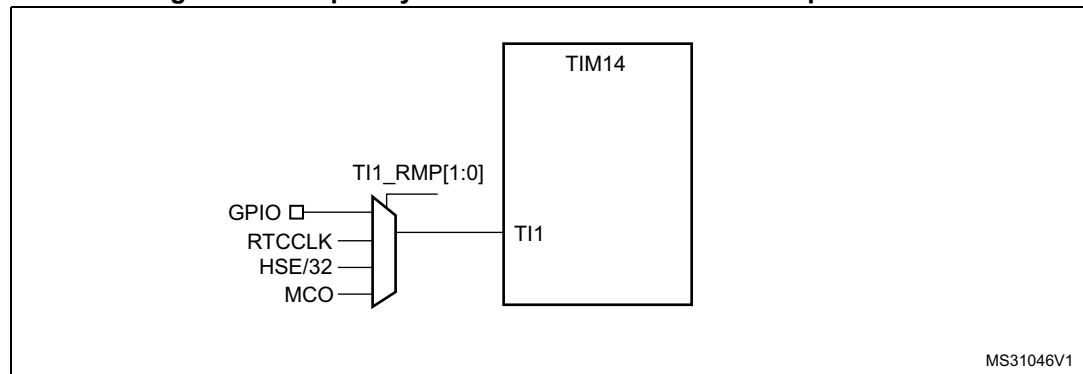 TIM14
TI1_RMP[1:0]
GPIO
RTCCLK
TI1
HSE/32
MCO
MS31046V1